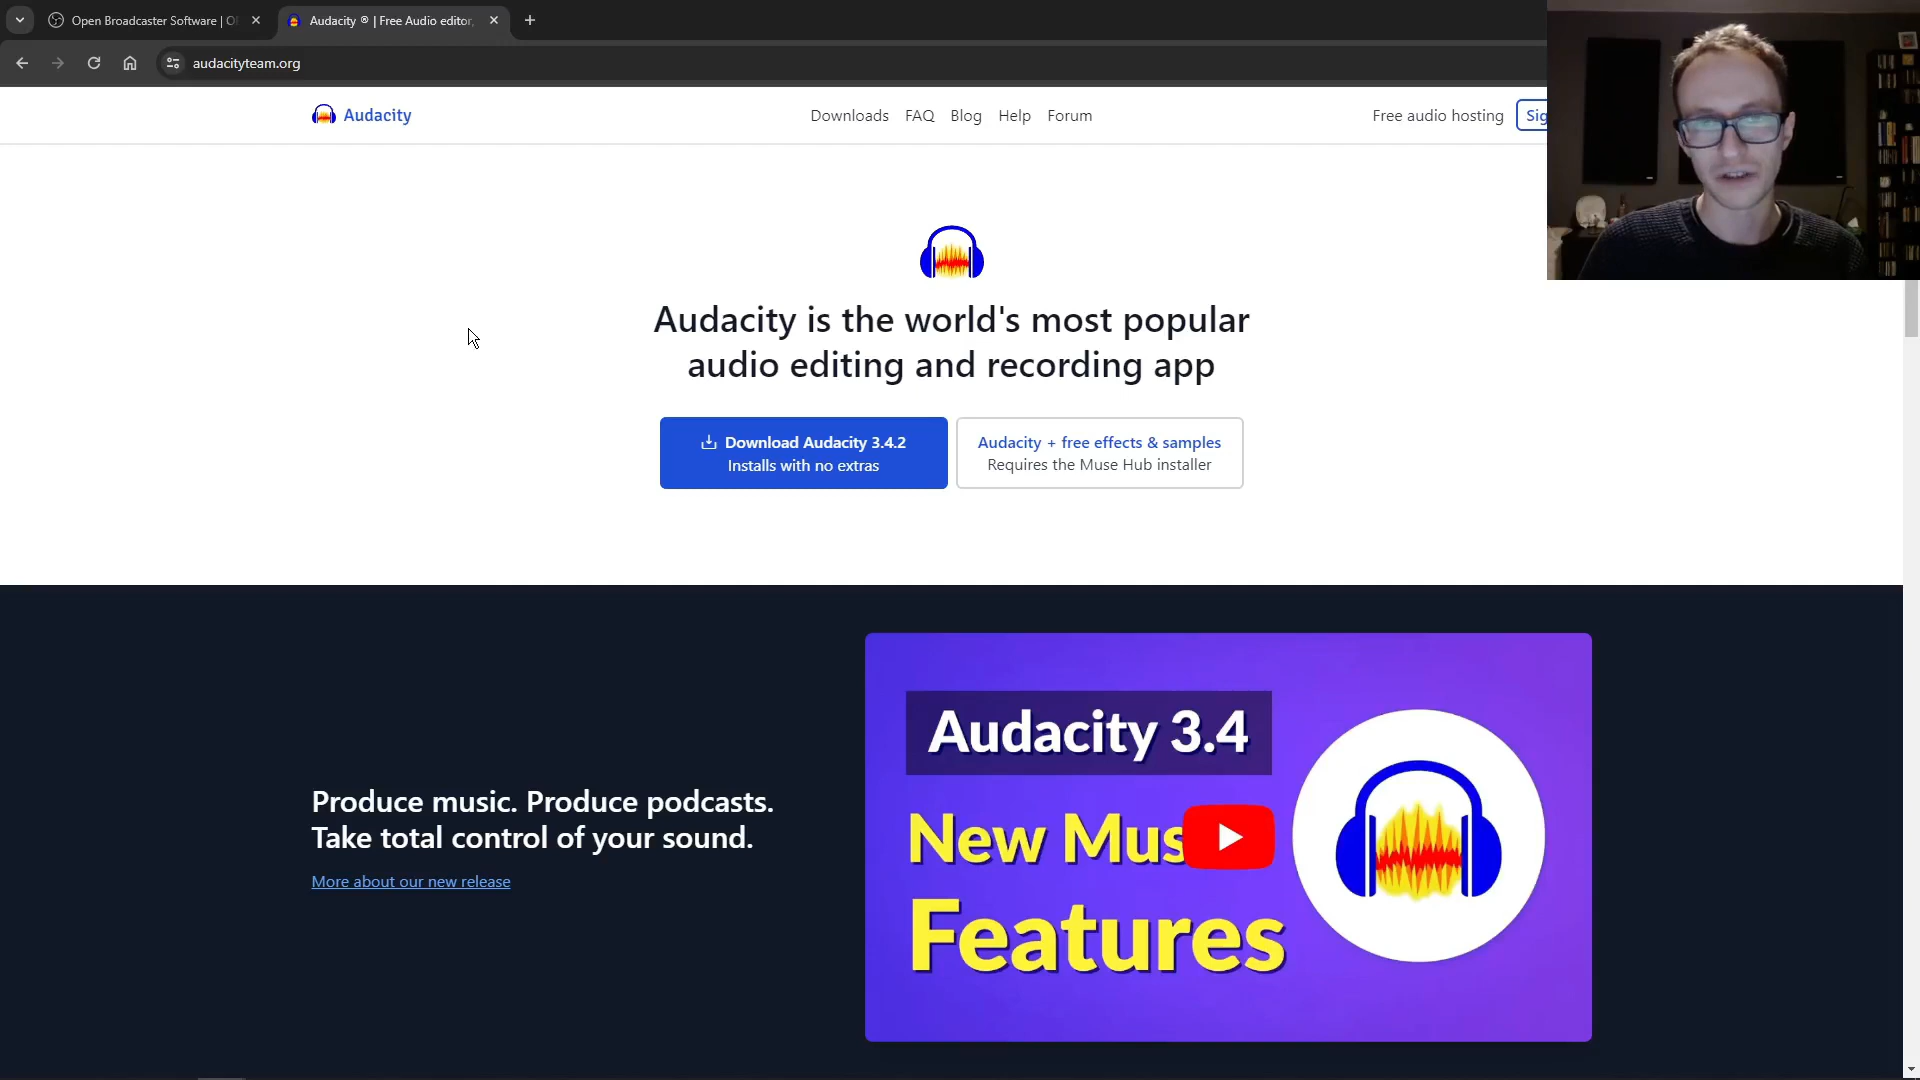 Open Broadcaster Software | O
Audacity ® | Free Audio editor,
audacityteam.org
Audacity
Downloads FAQ Blog Help Forum
Free audio hosting
Sig
Audacity is the world's most popular
audio editing and recording app
Download Audacity 3.4.2
Installs with no extras
Audacity + free effects & samples
Requires the Muse Hub installer
Produce music. Produce podcasts.
Take total control of your sound.
More about our new release
Audacity 3.4
New Mus
Features